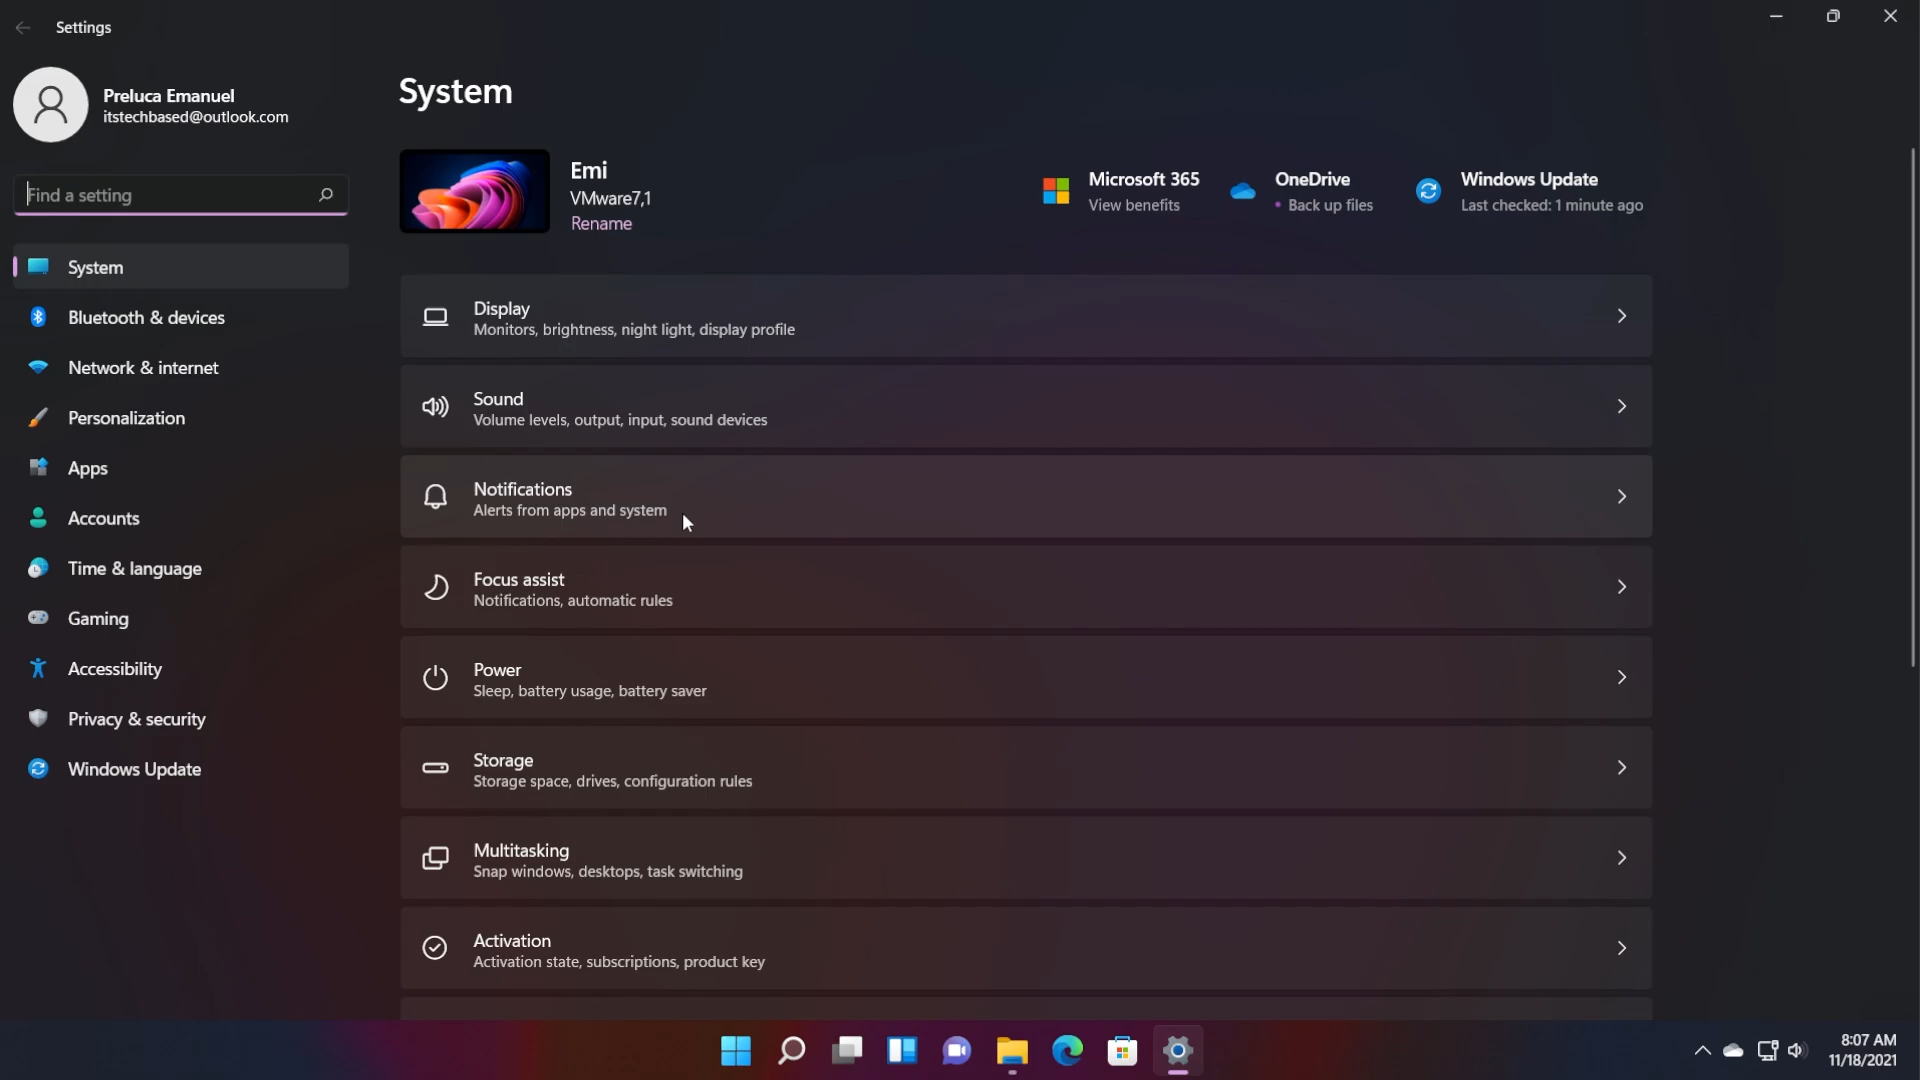 Settings
Preluca Emanuel
itstechbased@outlook.com
Find a setting
System
Bluetooth & devices
Network & internet
Personalization
Apps
Accounts
Time & language
Gaming
Accessibility
Privacy & security
Windows Update
System
Emi
VMware7,1
Rename
Microsoft 365
View benefits
OneDrive
• Back up files
Windows Update
Last checked: 1 minute ago
Display
Monitors, brightness, night light, display profile
Sound
Volume levels, output, input, sound devices
Notifications
Alerts from apps and system
Focus assist
Notifications, automatic rules
Power
Sleep, battery usage, battery saver
Storage
Storage space, drives, configuration rules
Multitasking
Snap windows, desktops, task switching
Activation
Activation state, subscriptions, product key
8:07 AM
11/18/2021